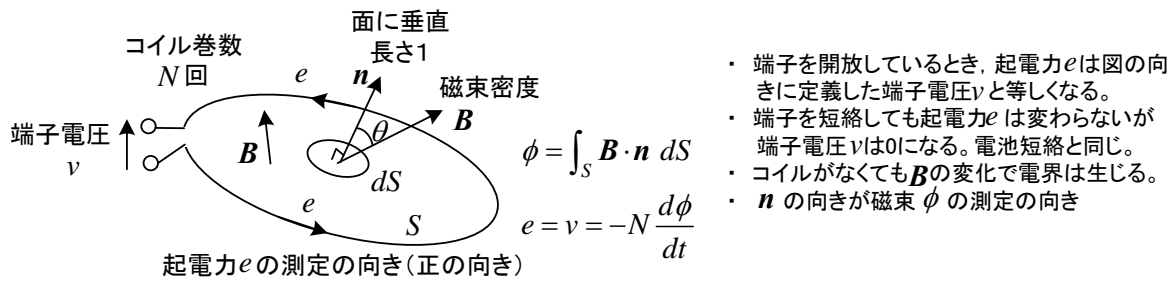 面に垂直
長さ1
コイル巻数
N回
e
n
磁束密度
B
θ
端子電圧
v
B
dS
e
S
ϕ = ∫_S B・n dS
e = v = −N dϕ/dt
起電力eの測定の向き(正の向き)
・ 端子を開放しているとき, 起電力eは図の向
きに定義した端子電圧vと等しくなる。
・ 端子を短絡しても起電力e は変わらないが
端子電圧 vは0になる。電池短絡と同じ。
・ コイルがなくてもBの変化で電界は生じる。
・ n の向きが磁束 ϕ の測定の向き